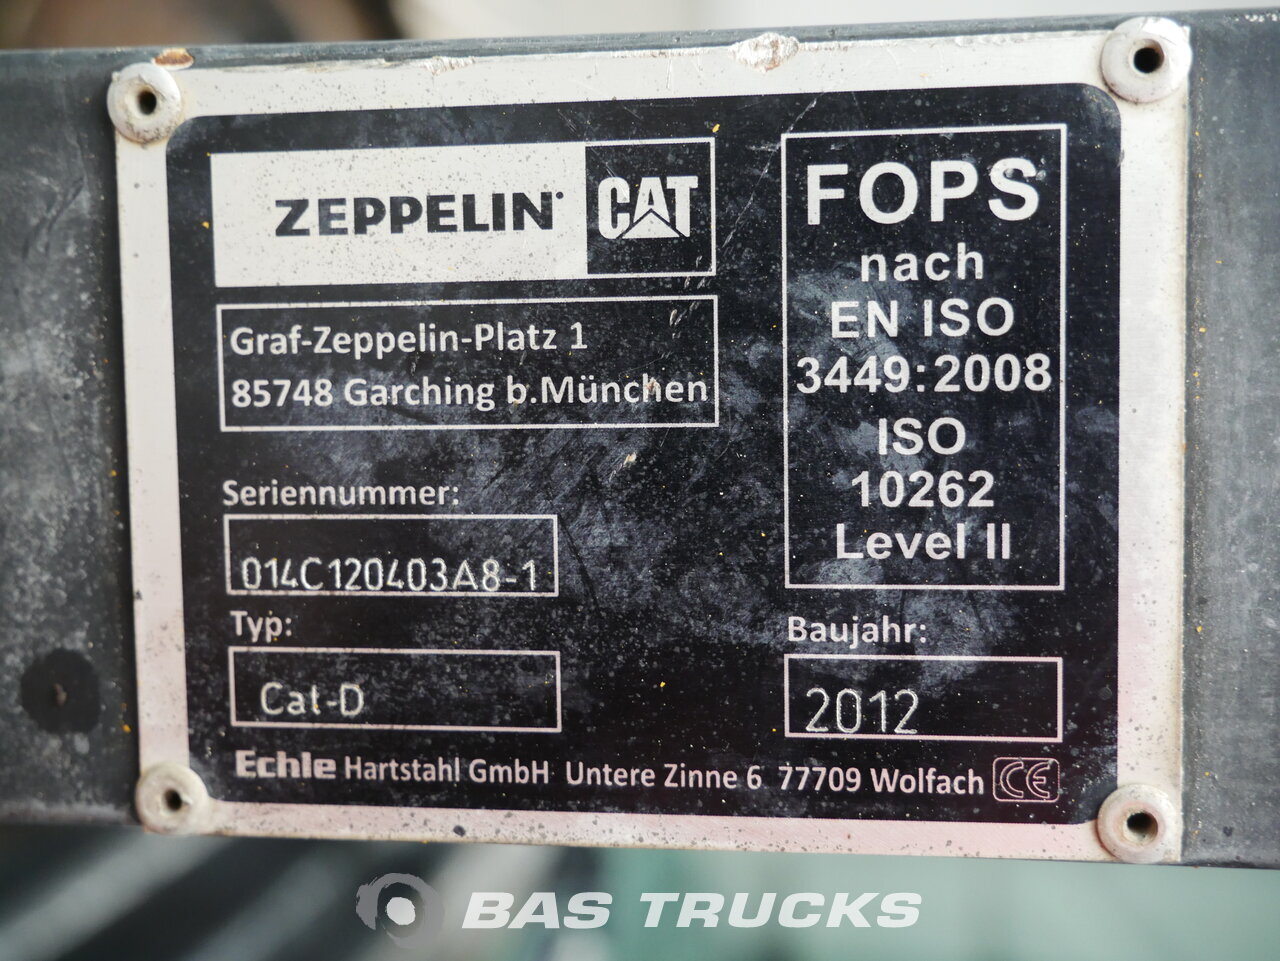 ZEPPELIN CAT
Graf-Zeppelin-Platz 1
85748 Garching b.München
FOPS
nach
EN ISO
3449:2008
ISO
10262
Level II
Seriennummer:
014C120403A8-1
Typ:
Cat-D
Baujahr:
2012
Echle Hartstahl GmbH Untere Zinne 6 77709 Wolfach CE
BAS TRUCKS